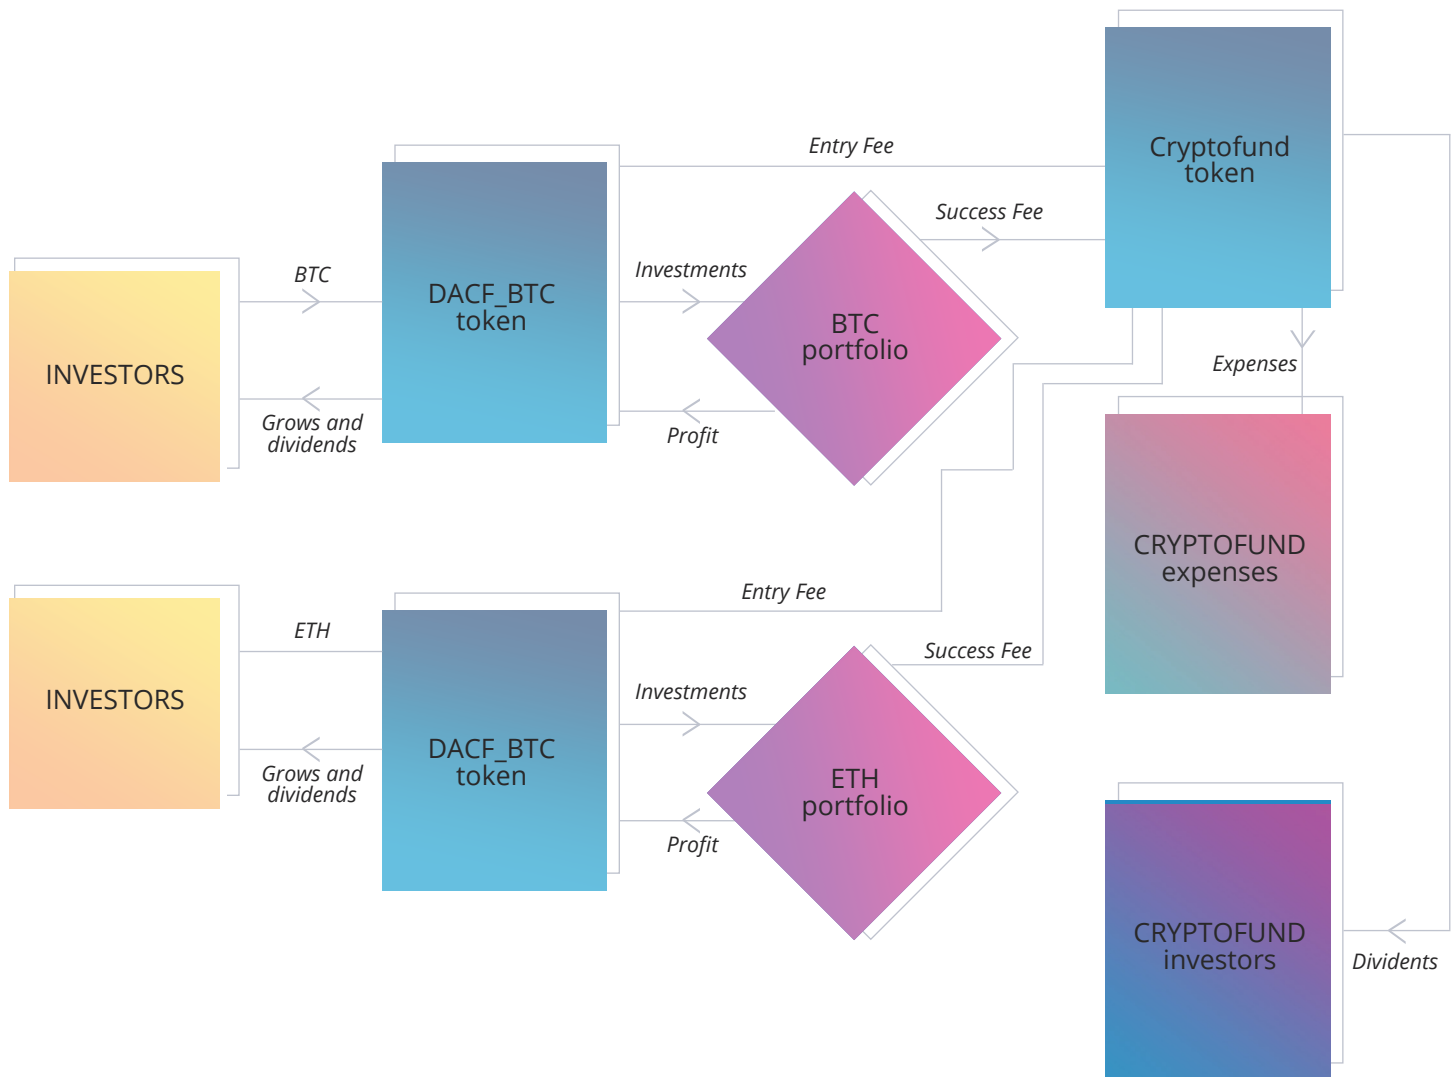 Cryptofund
token
Entry Fee
Success Fee
BTC
Investments
DACF_BTC
token
BTC
portfolio
INVESTORS
Expenses
Grows and
dividends
Profit
CRYPTOFUND
expenses
Entry Fee
ETH
Success Fee
INVESTORS
Investments
DACF_BTC
token
ETH
portfolio
Grows and
dividends
Profit
CRYPTOFUND
investors
Dividents